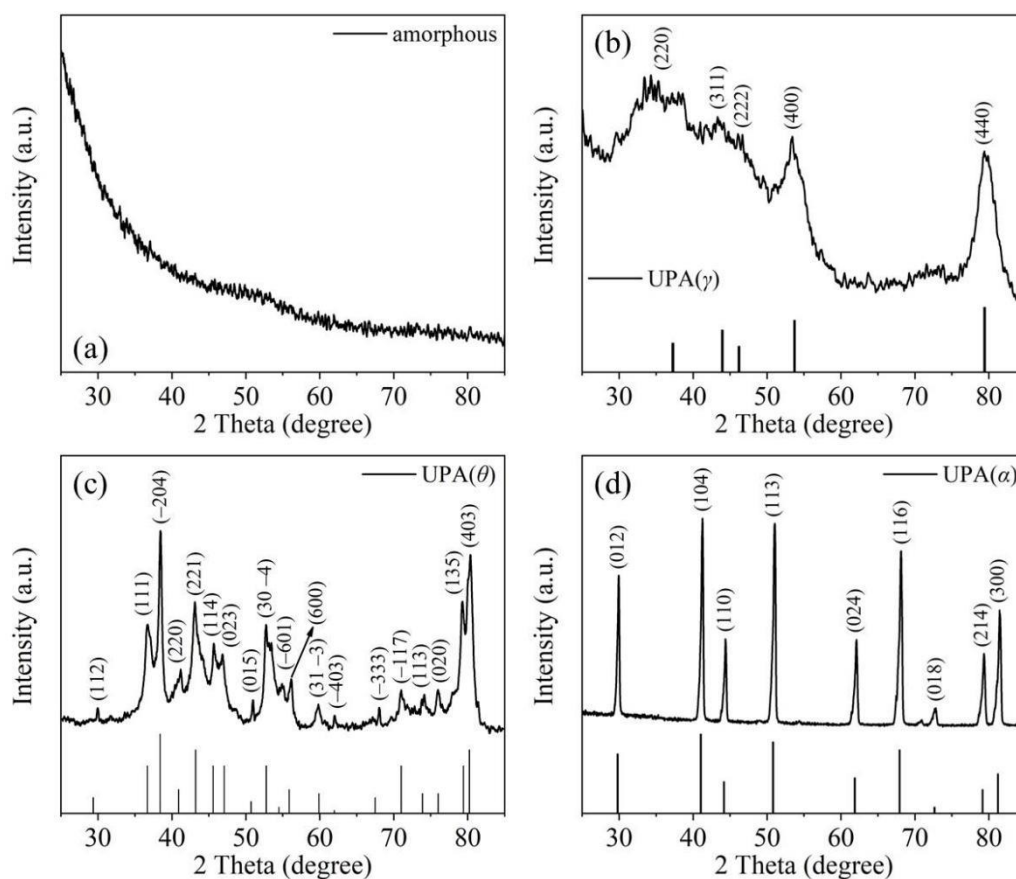 amorphous
Intensity (a.u.)
(a)
30 40 50 60 70 80
2 Theta (degree)
(b)
(220)
(311)
(222)
(400)
(440)
Intensity (a.u.)
UPA(γ)
30 40 50 60 70 80
2 Theta (degree)
(c)
UPA(θ)
Intensity (a.u.)
(112)
(111)
(−204)
(220)
(221)
(114)
(023)
(015)
(30 −4)
(−601)
(600)
(31 −3)
(−403)
(−333)
(−117)
(113)
(020)
(135)
(403)
30 40 50 60 70 80
2 Theta (degree)
(d)
UPA(α)
Intensity (a.u.)
(012)
(104)
(110)
(113)
(024)
(116)
(018)
(214)
(300)
30 40 50 60 70 80
2 Theta (degree)